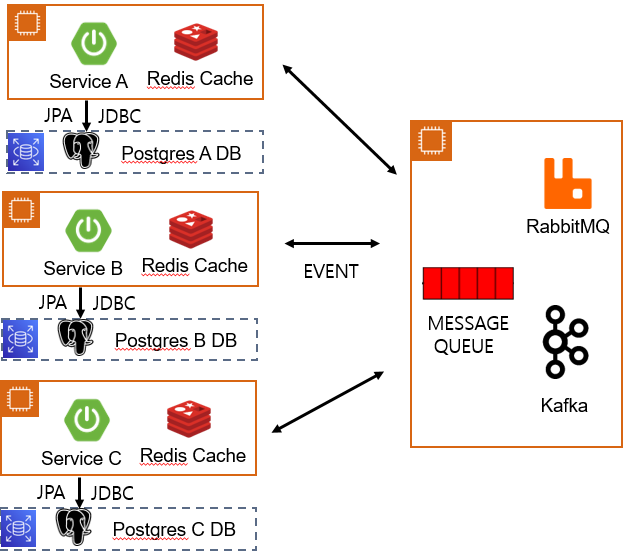 Service A
Redis Cache
JPA
JDBC
Postgres A DB
Service B
Redis Cache
JPA
JDBC
Postgres B DB
Service C
Redis Cache
JPA
JDBC
Postgres C DB
EVENT
RabbitMQ
MESSAGE
QUEUE
Kafka